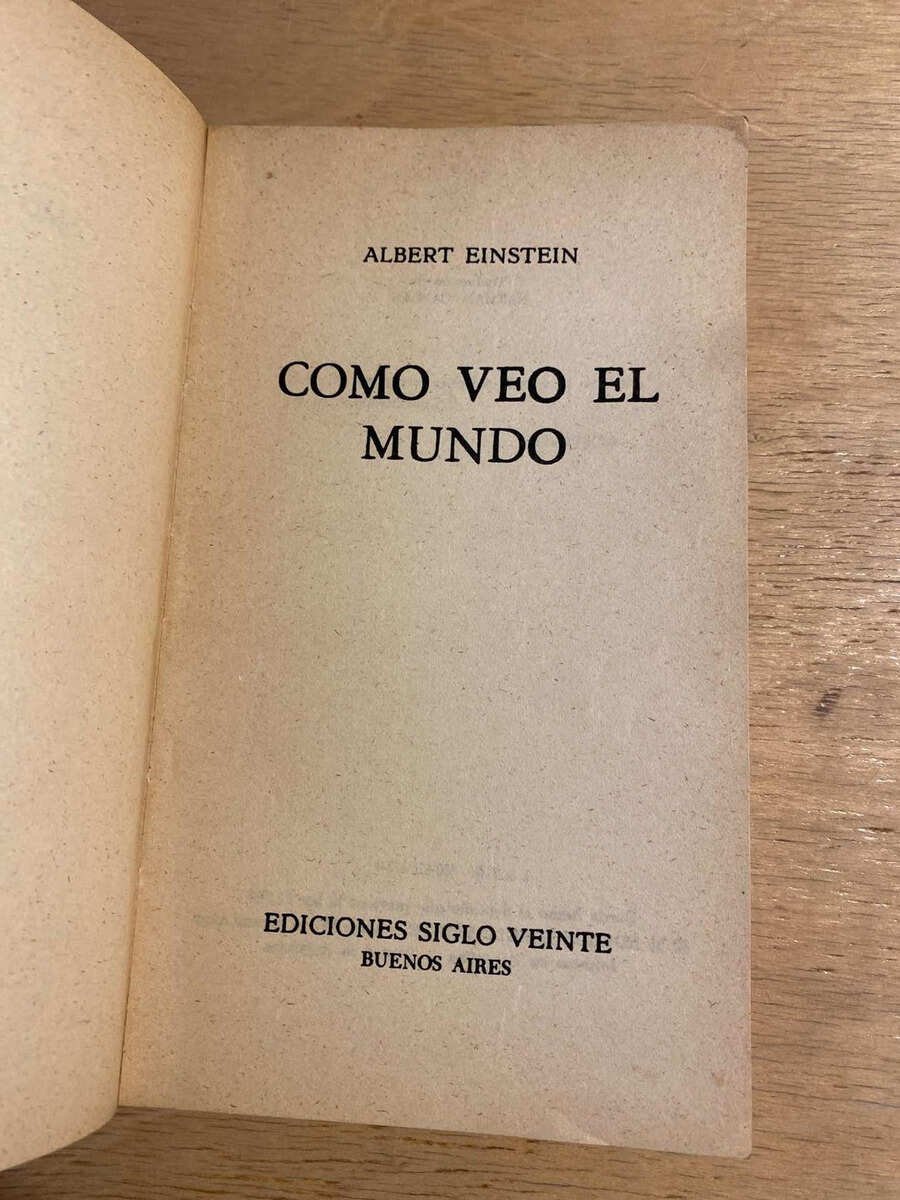 ALBERT EINSTEIN
COMO VEO EL
MUNDO
EDICIONES SIGLO VEINTE
BUENOS AIRES